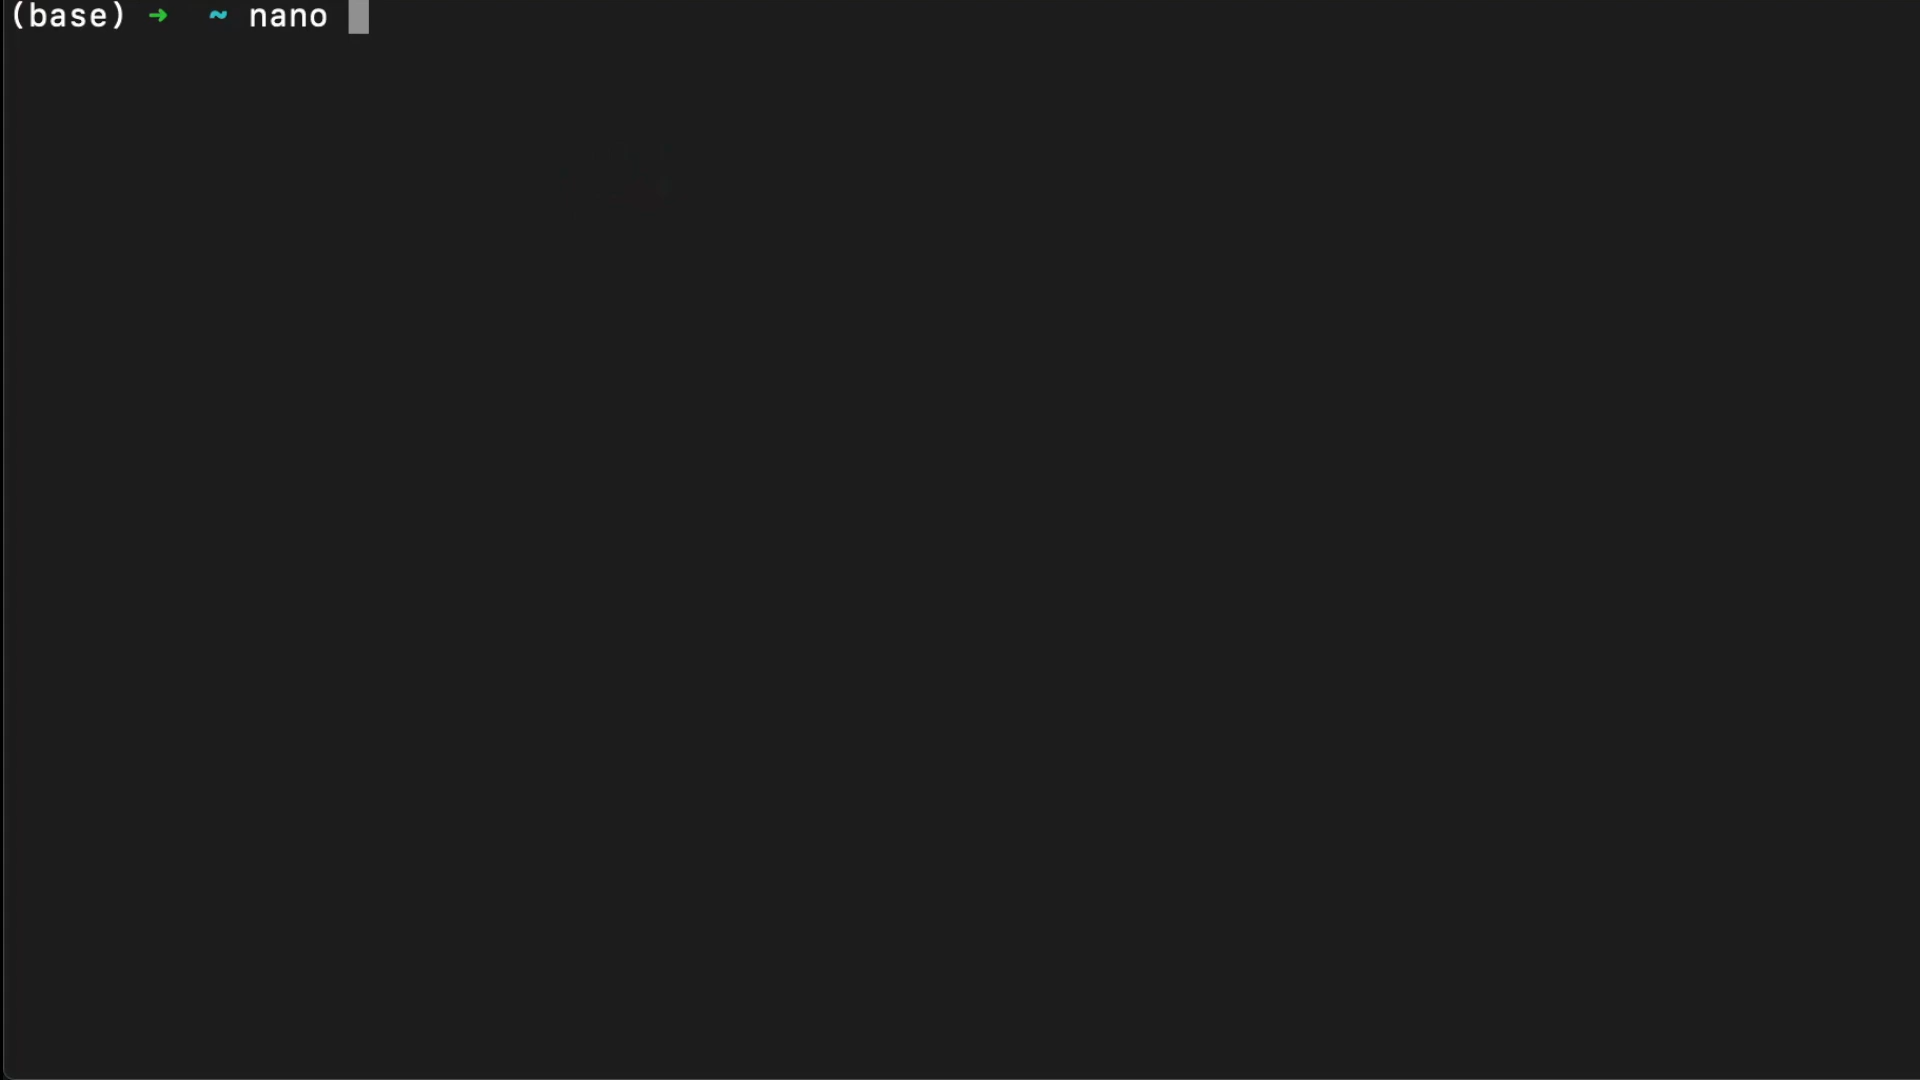 (base) ➜  ~ nano